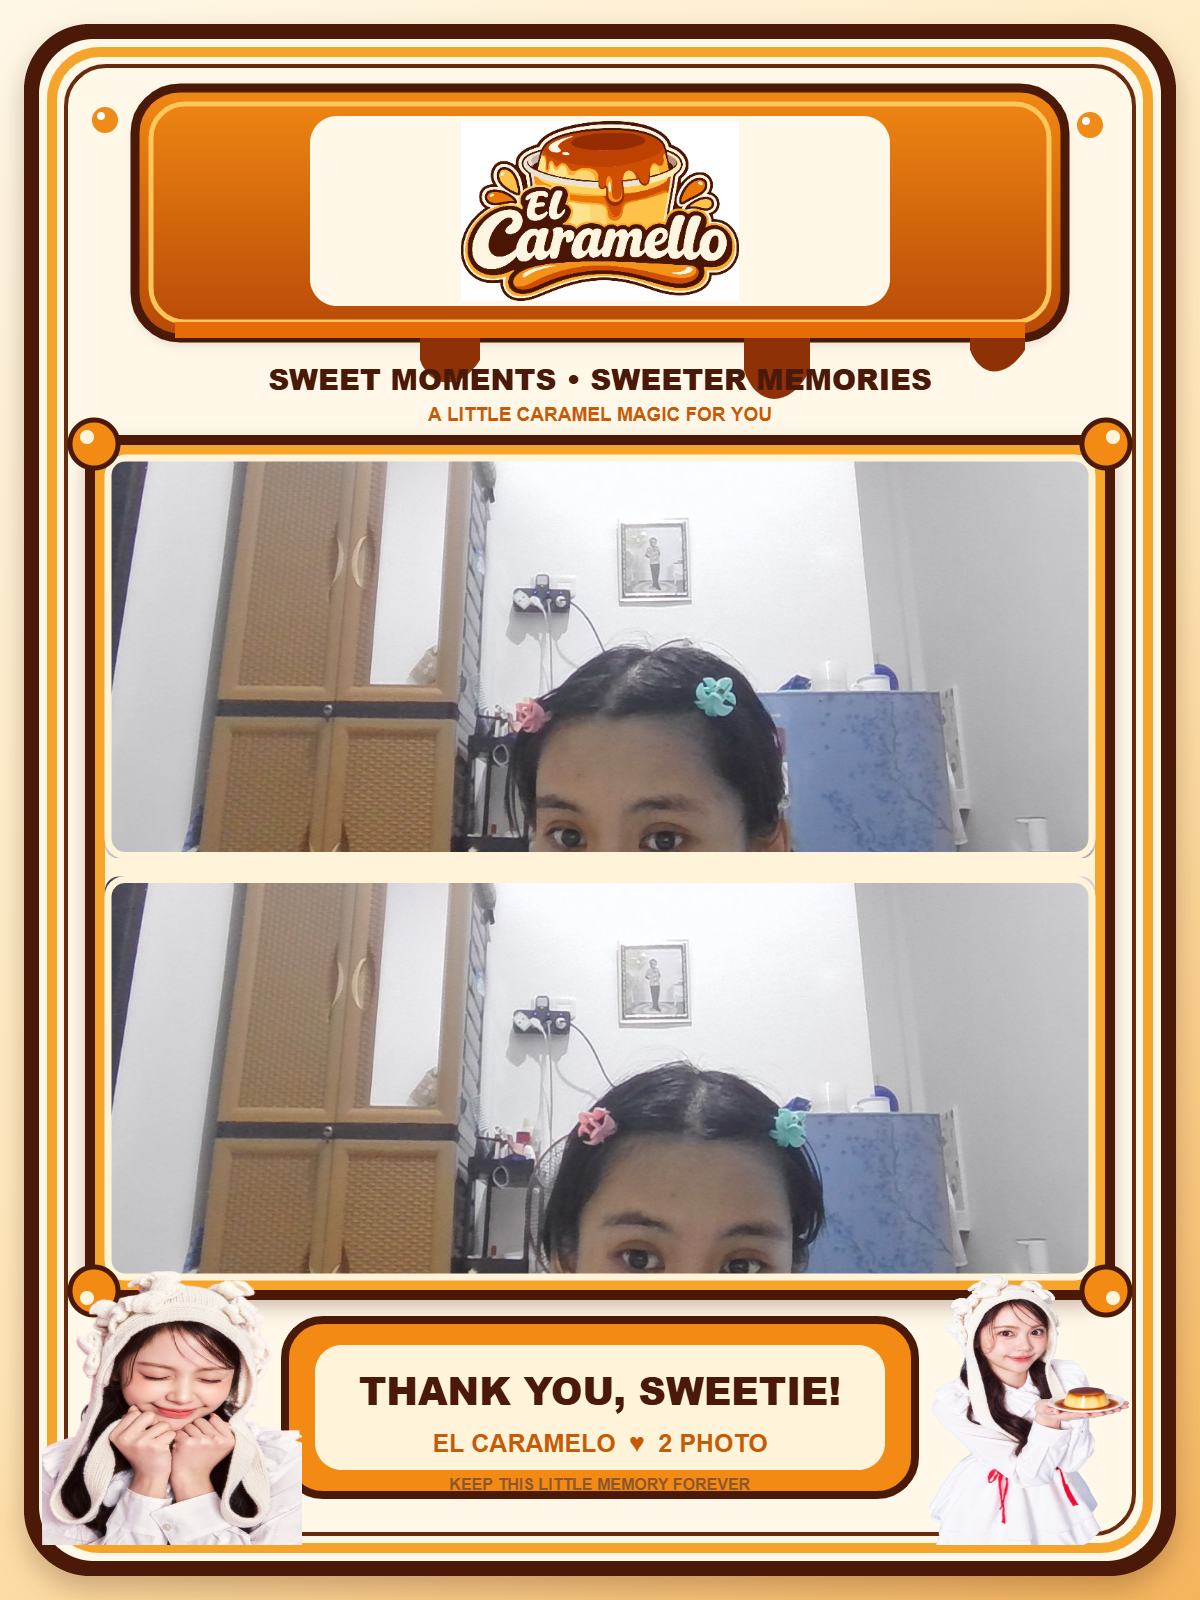 El
Caramello
SWEET MOMENTS • SWEETER MEMORIES
A LITTLE CARAMEL MAGIC FOR YOU
THANK YOU, SWEETIE!
EL CARAMELO ♥ 2 PHOTO
KEEP THIS LITTLE MEMORY FOREVER